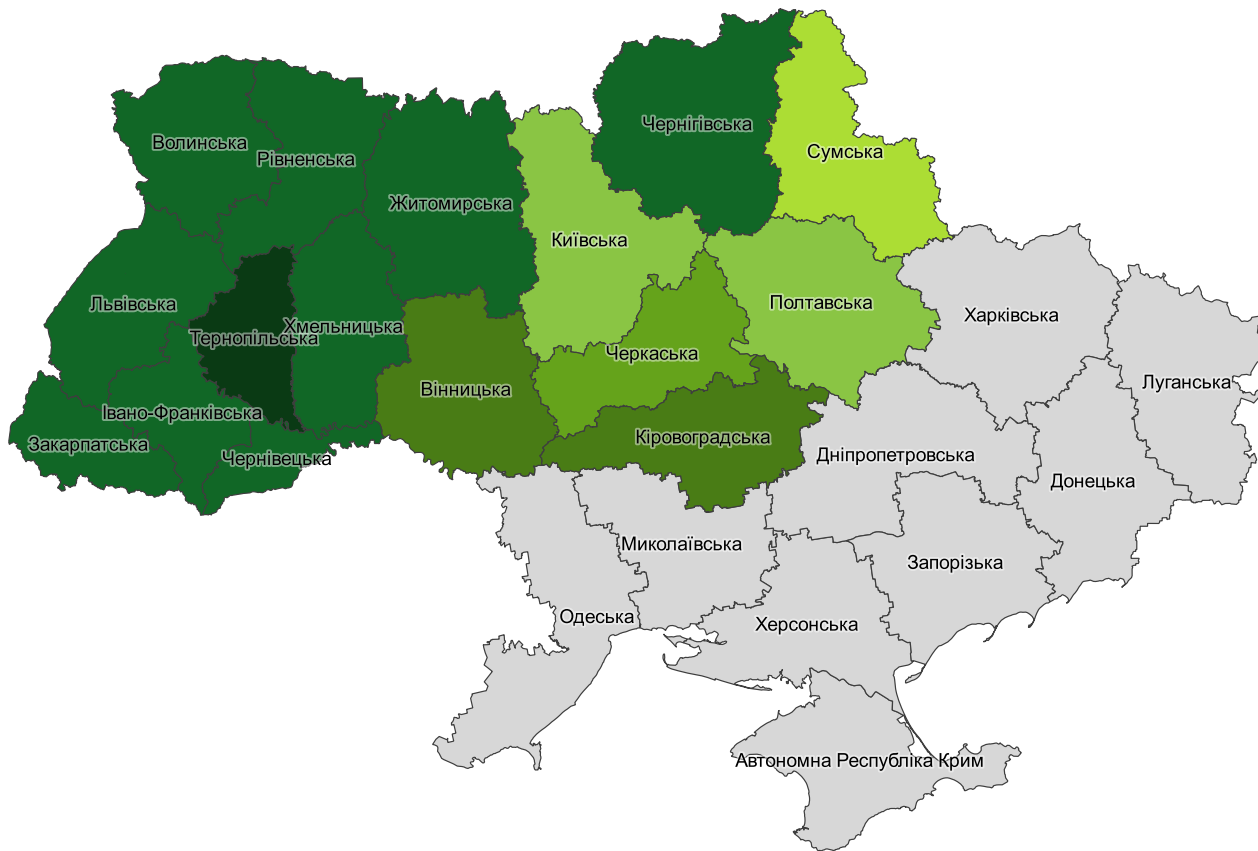 Чернігівська
Сумська
Волинська
Рівненська
Житомирська
Київська
Львівська
Тернопільська
Хмельницька
Полтавська
Харківська
Черкаська
Вінницька
Луганська
Івано-Франківська
Закарпатська
Чернівецька
Кіровоградська
Дніпропетровська
Донецька
Миколаївська
Запорізька
Одеська
Херсонська
Автономна Республіка Крим